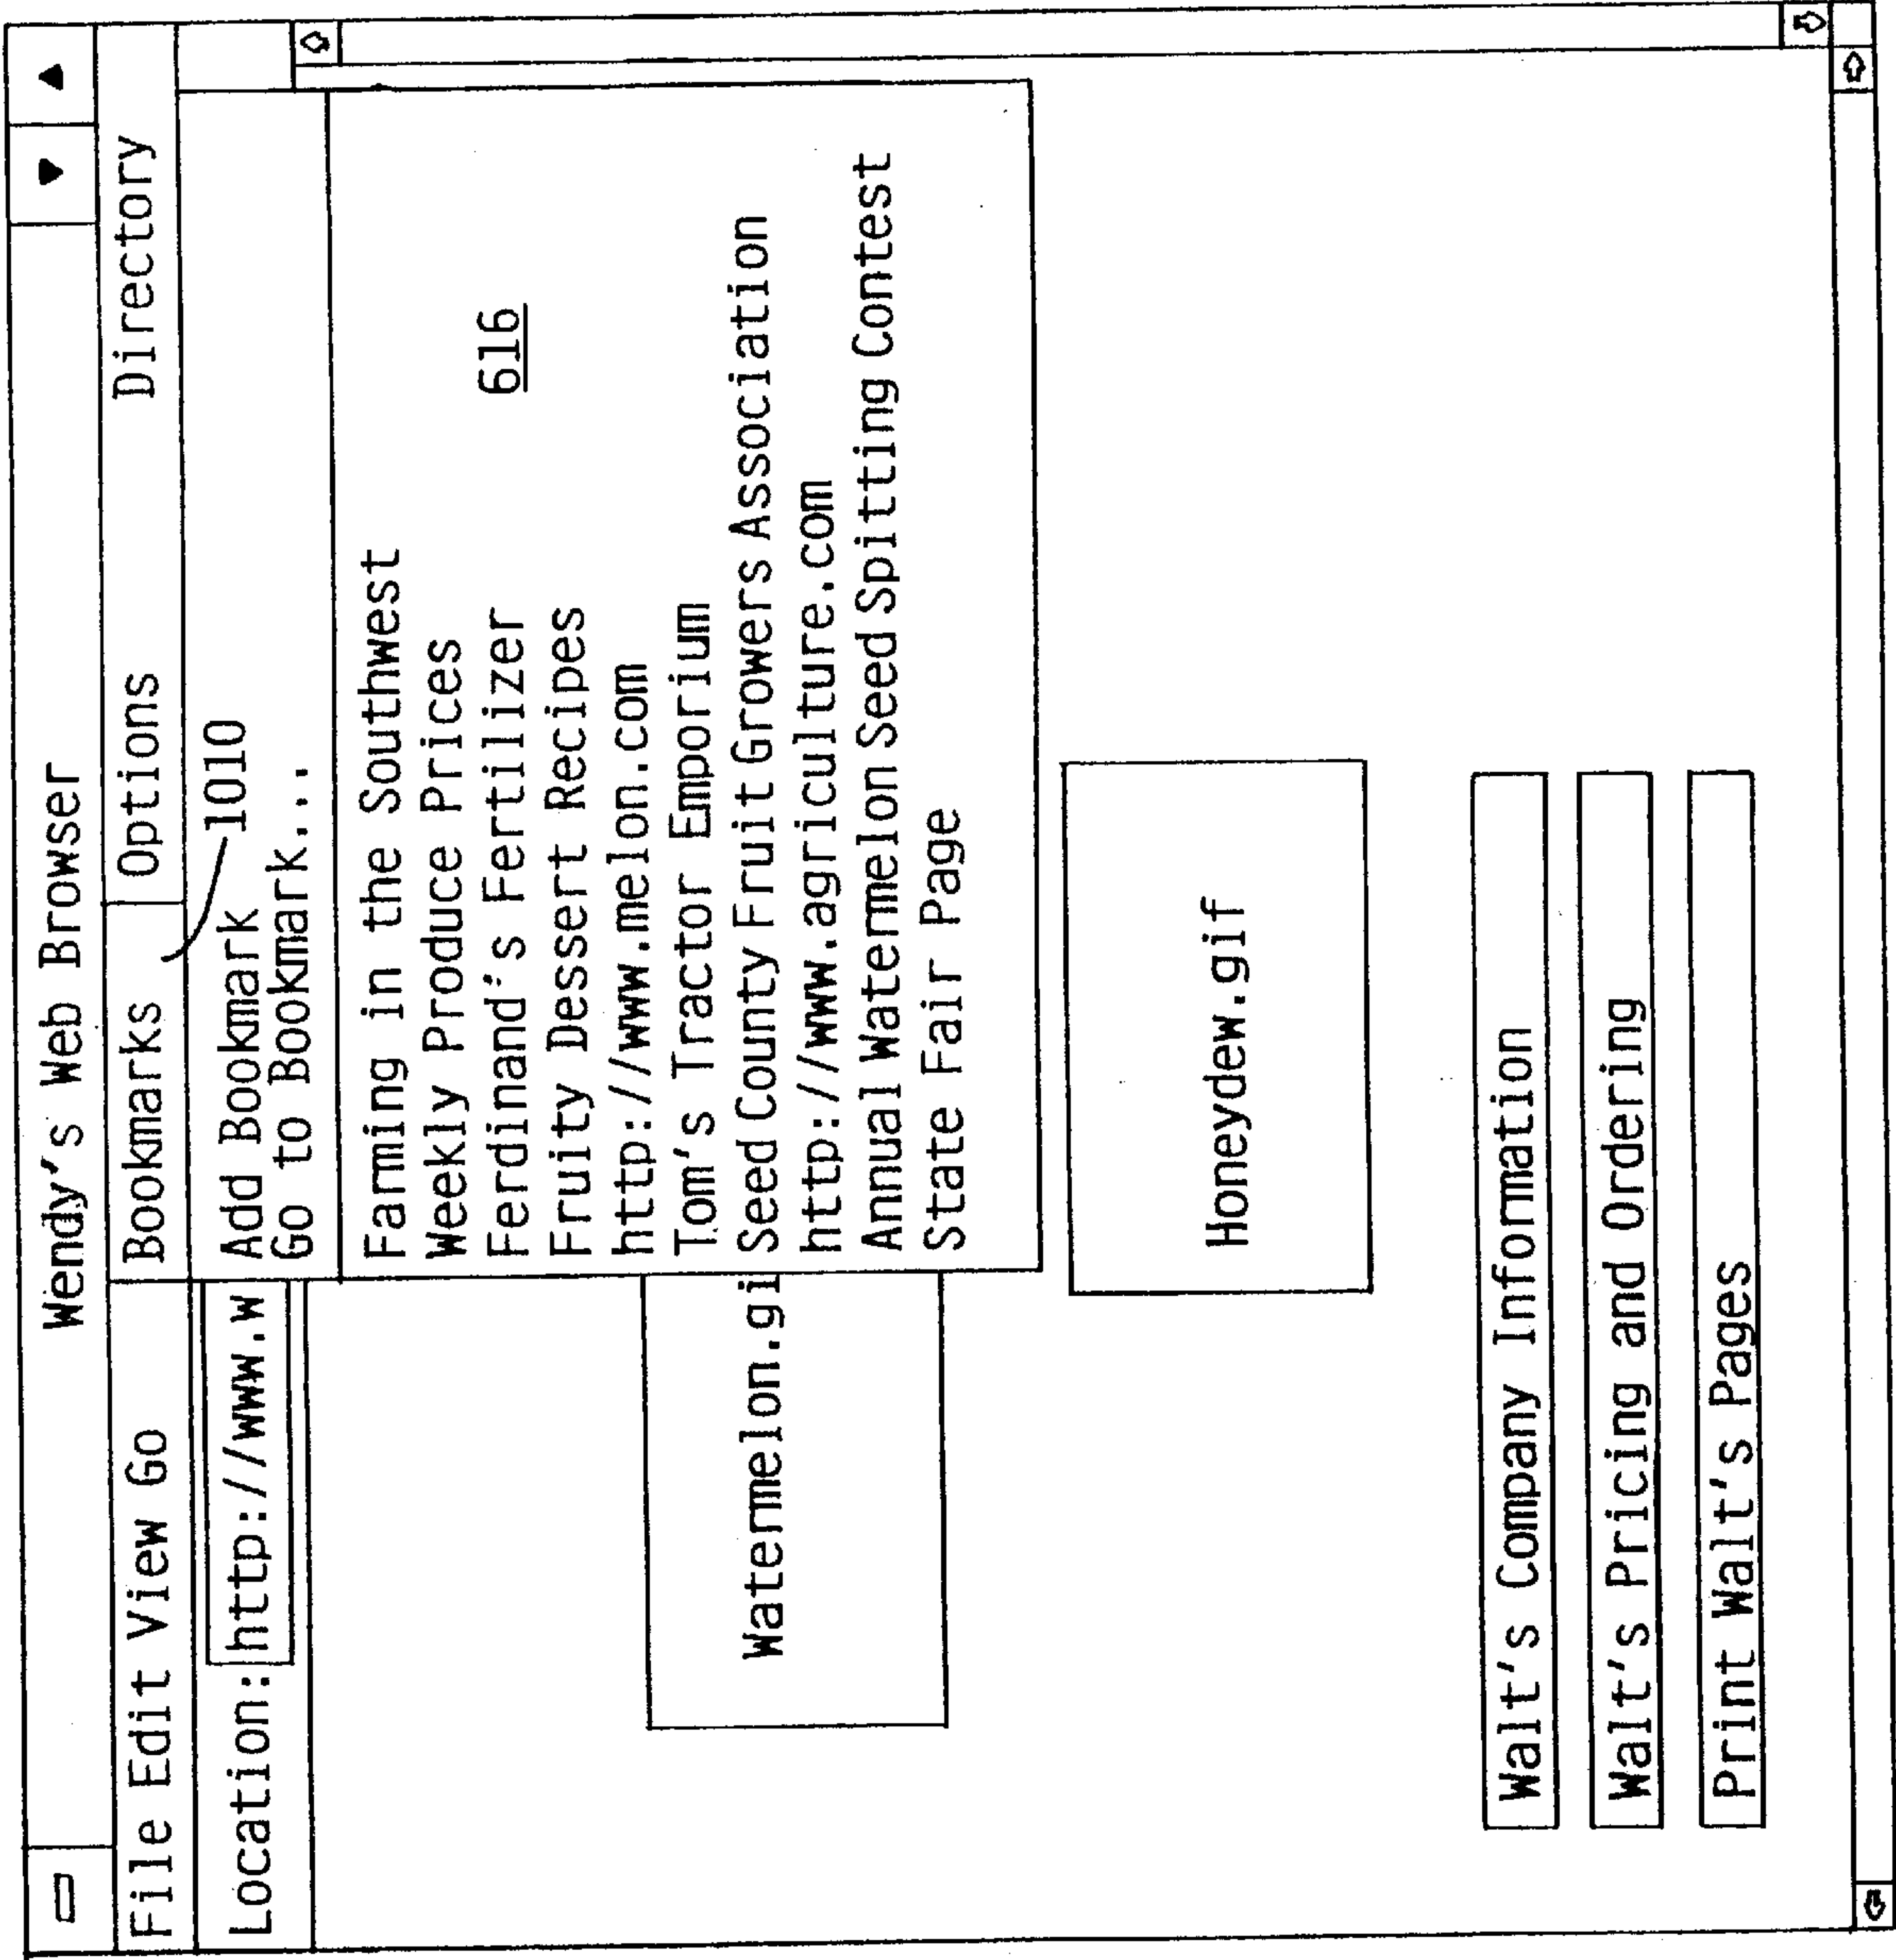 Wendy's Web Browser
File Edit View Go Bookmarks Options Directory
Location: http://www.w
Add Bookmark
1010
Go to Bookmark...
Farming in the Southwest
Weekly Produce Prices
Ferdinand's Fertilizer
616
Fruity Dessert Recipes
http://www.melon.com
Tom's Tractor Emporium
Seed County Fruit Growers Association
http://www.agriculture.com
Annual Watermelon Seed Spitting Contest
State Fair Page
Watermelon.gi
Honeydew.gif
Walt's Company Information
Walt's Pricing and Ordering
Print Walt's Pages